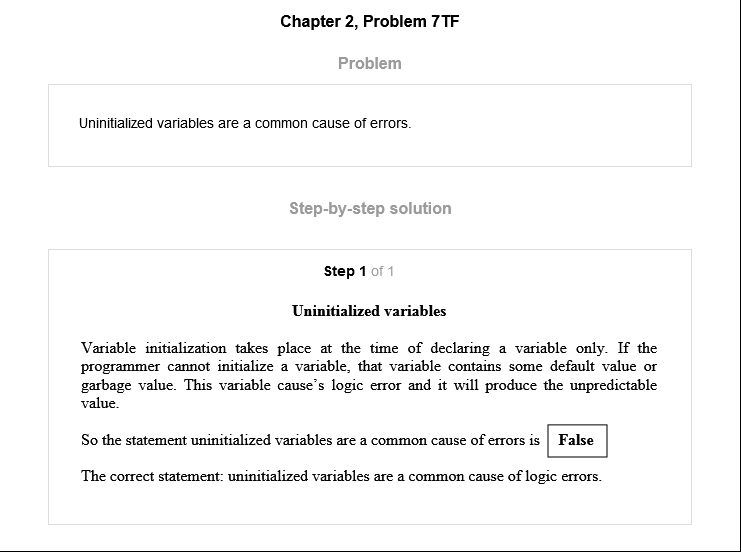 Chapter 2, Problem 7TF
Problem
Uninitialized variables are a common cause of errors.
Step-by-step solution
Step 1 of 1
Uninitialized variables
Variable initialization takes place at the time of declaring a variable only. If the
programmer cannot initialize a variable, that variable contains some default value or
garbage value. This variable cause's logic error and it will produce the unpredictable
value.
So the statement uninitialized variables are a common cause of errors is False
The correct statement: uninitialized variables are a common cause of logic errors.